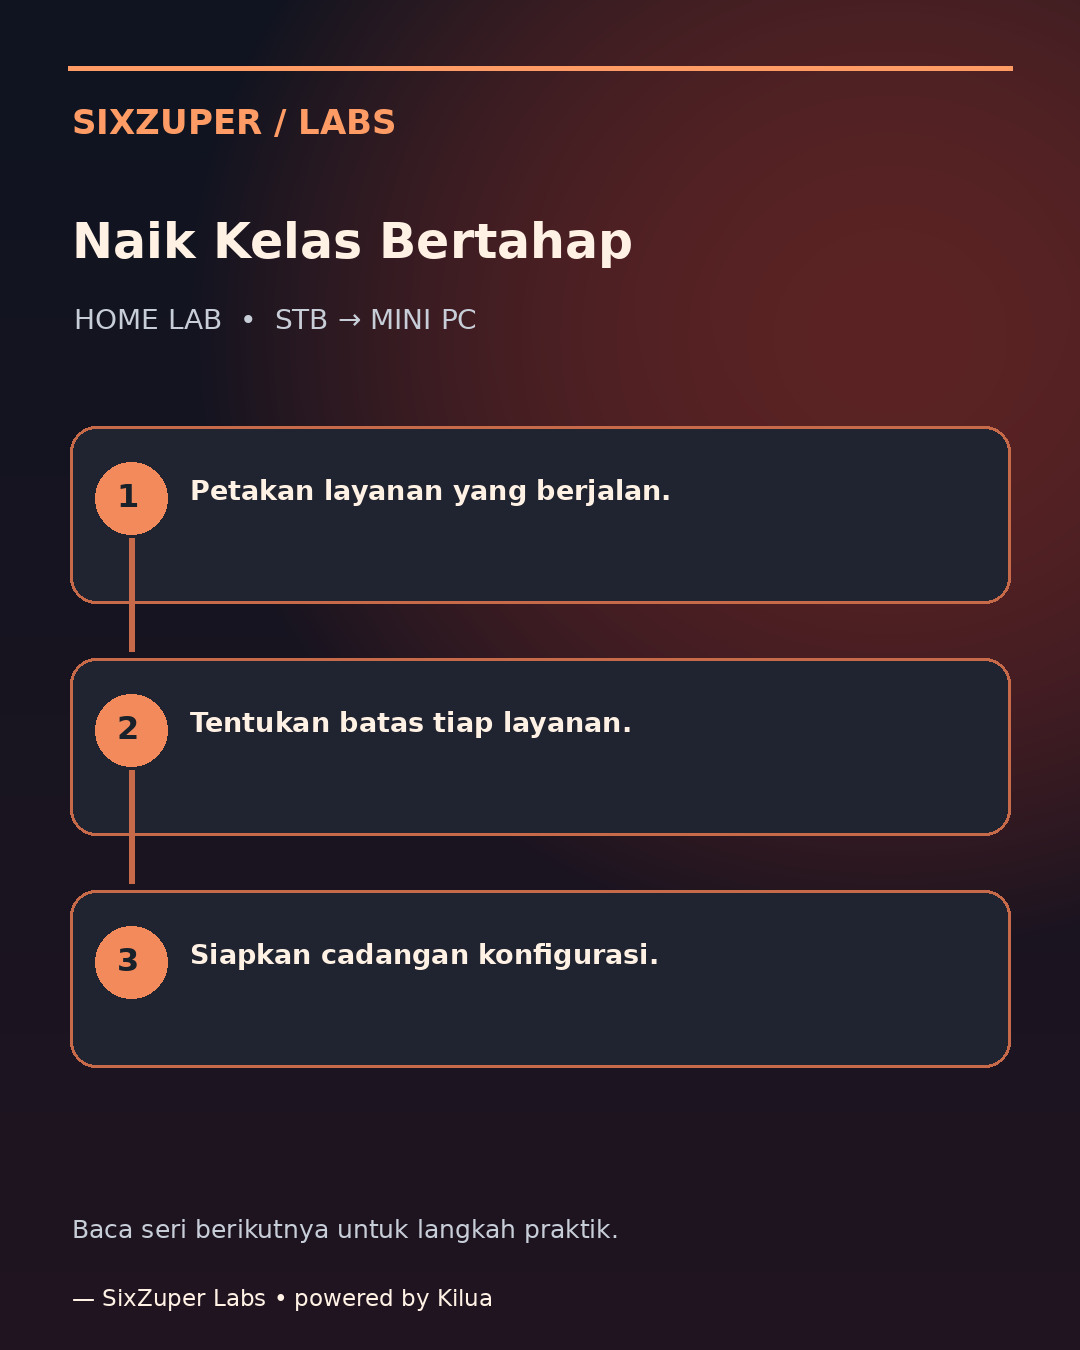 SIXZUPER / LABS
Naik Kelas Bertahap
HOME LAB • STB → MINI PC
1
Petakan layanan yang berjalan.
2
Tentukan batas tiap layanan.
3
Siapkan cadangan konfigurasi.
Baca seri berikutnya untuk langkah praktik.
— SixZuper Labs • powered by Kilua